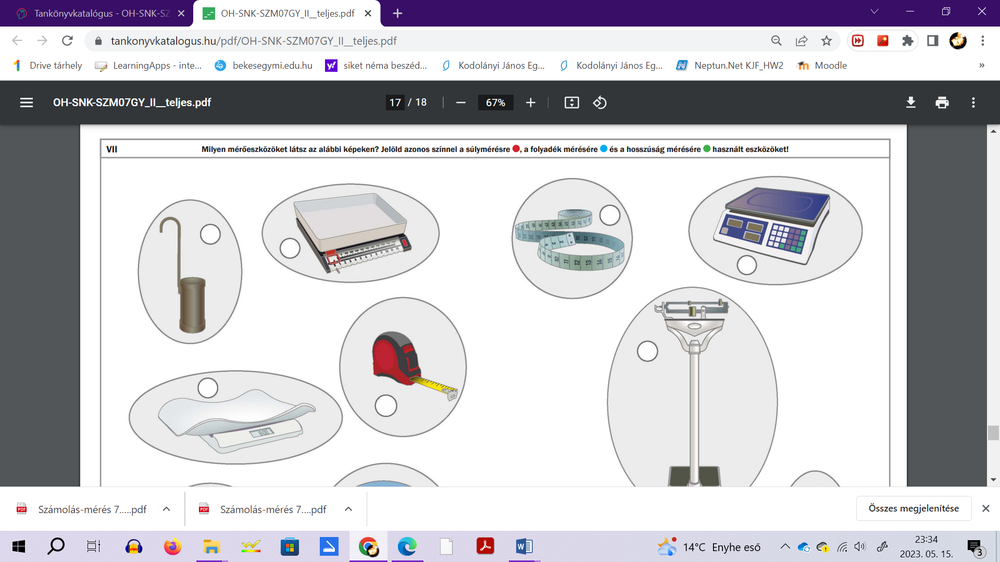 Tankönyvkatalógus - OH-SNK-SZ
OH-SNK-SZM07GY_II__teljes.pdf
tankonyvkatalogus.hu/pdf/OH-SNK-SZM07GY_II__teljes.pdf
Drive tárhely
LearningApps - inte...
bekesegymi.edu.hu
siket néma beszéd...
Kodolányi János Eg...
Kodolányi János Eg...
Neptun.Net KJF_HW2
Moodle
»
OH-SNK-SZM07GY_II__teljes.pdf
17 / 18
67%
VII
Milyen mérőeszközöket látsz az alábbi képeken? Jelöld azonos színnel a súlymérésre , a folyadék mérésére és a hosszúság mérésére használt eszközöket!
Számolás-mérés 7.....pdf
Számolás-mérés 7....pdf
Összes megjelenítése
14°C Enyhe eső
23:34
2023. 05. 15.
3